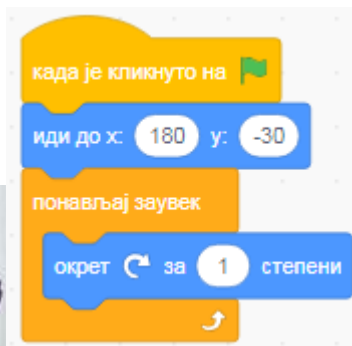 када је кликнуто на
иди до x: 180 y: -30
понављај заувек
окрет за 1 степени